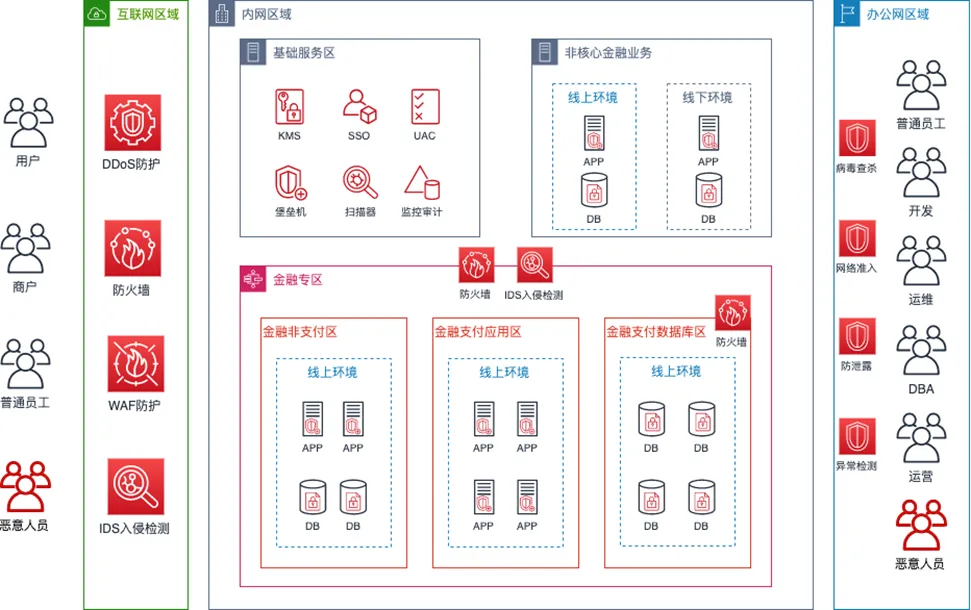 互联网区域
内网区域
办公网区域
用户
商户
普通员工
恶意人员
DDoS防护
防火墙
WAF防护
IDS入侵检测
基础服务区
KMS
SSO
UAC
堡垒机
扫描器
监控审计
非核心金融业务
线上环境
APP
DB
线下环境
APP
DB
防火墙
IDS入侵检测
金融专区
金融非支付区
线上环境
APP
APP
DB
DB
金融支付应用区
线上环境
APP
APP
APP
APP
金融支付数据库区
防火墙
线上环境
DB
DB
DB
DB
病毒查杀
网络准入
防泄露
异常检测
普通员工
开发
运维
DBA
运营
恶意人员